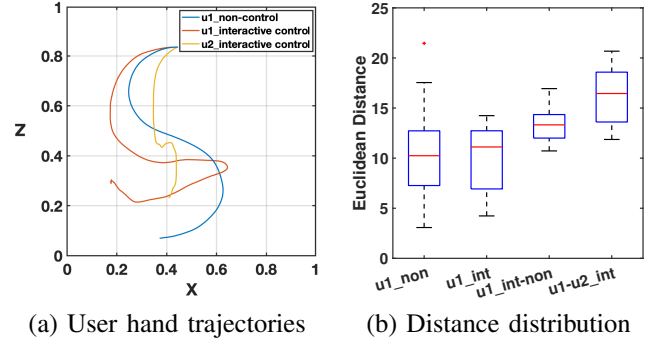 u1_non-control
u1_interactive control
u2_interactive control
1
0.8
0.6
0.4
0.2
0
Z
0 0.2 0.4 0.6 0.8 1
X
(a) User hand trajectories
25
20
15
10
5
0
Euclidean Distance
u1_non u1_int u1_int-non u1-u2_int
(b) Distance distribution